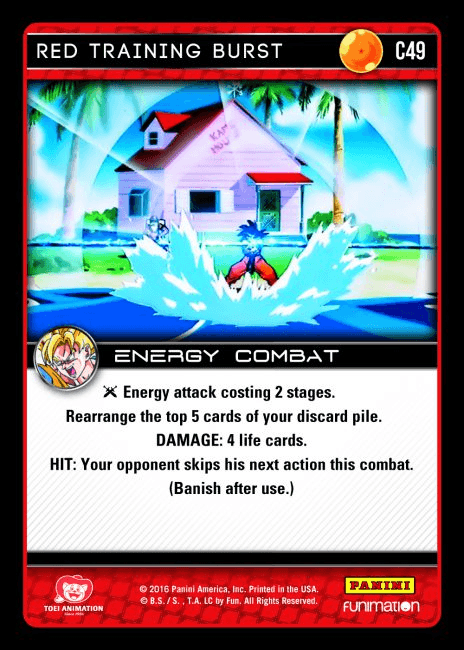 RED TRAINING BURST
C49
KAME
HOUSE
ENERGY COMBAT
Energy attack costing 2 stages.
Rearrange the top 5 cards of your discard pile.
DAMAGE: 4 life cards.
HIT: Your opponent skips his next action this combat.
(Banish after use.)
TOEI ANIMATION
Since 1956
© 2016 Panini America, Inc. Printed in the USA.
© B.S. / S. , T.A. LC by Fun. All Rights Reserved.
PANINI
FUNIMATION